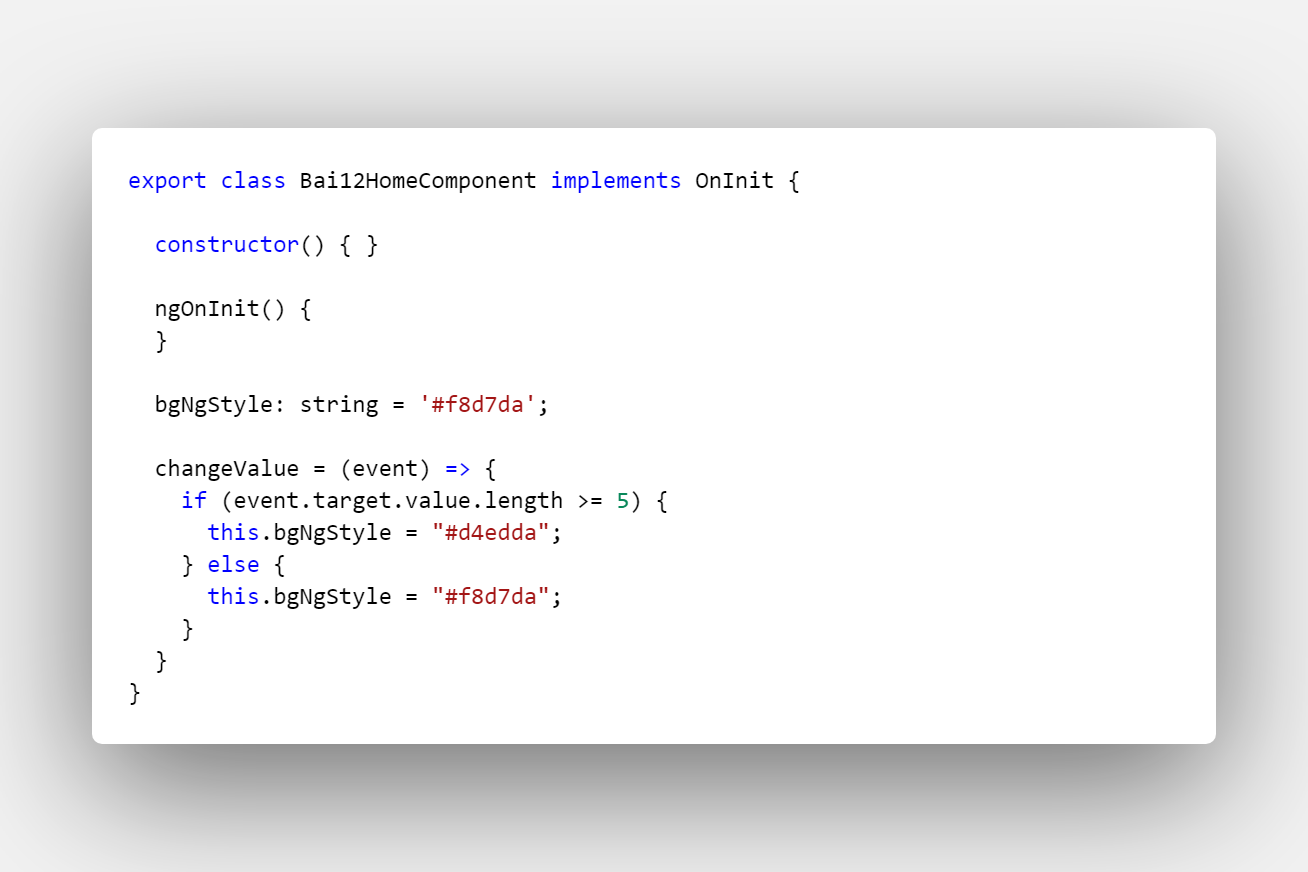 export class Bai12HomeComponent implements OnInit {
constructor() { }
ngOnInit() {
}
bgNgStyle: string = '#f8d7da';
changeValue = (event) => {
if (event.target.value.length >= 5) {
this.bgNgStyle = "#d4edda";
} else {
this.bgNgStyle = "#f8d7da";
}
}
}